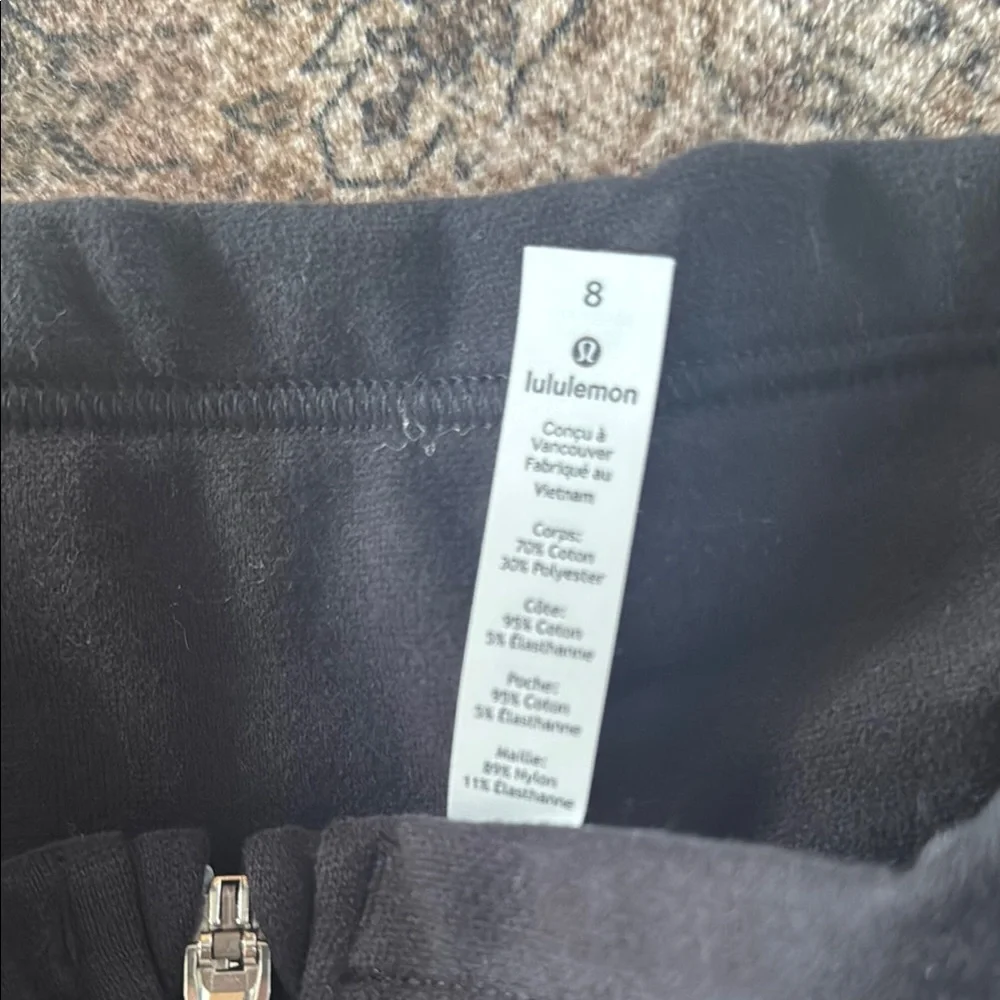 8
lululemon
Conçu à
Vancouver
Fabriqué au
Vietnam
Corps:
70% Coton
30% Polyester
Côte:
95% Coton
5% Élasthanne
Poche:
95% Coton
5% Élasthanne
Maille:
89% Nylon
11% Élasthanne